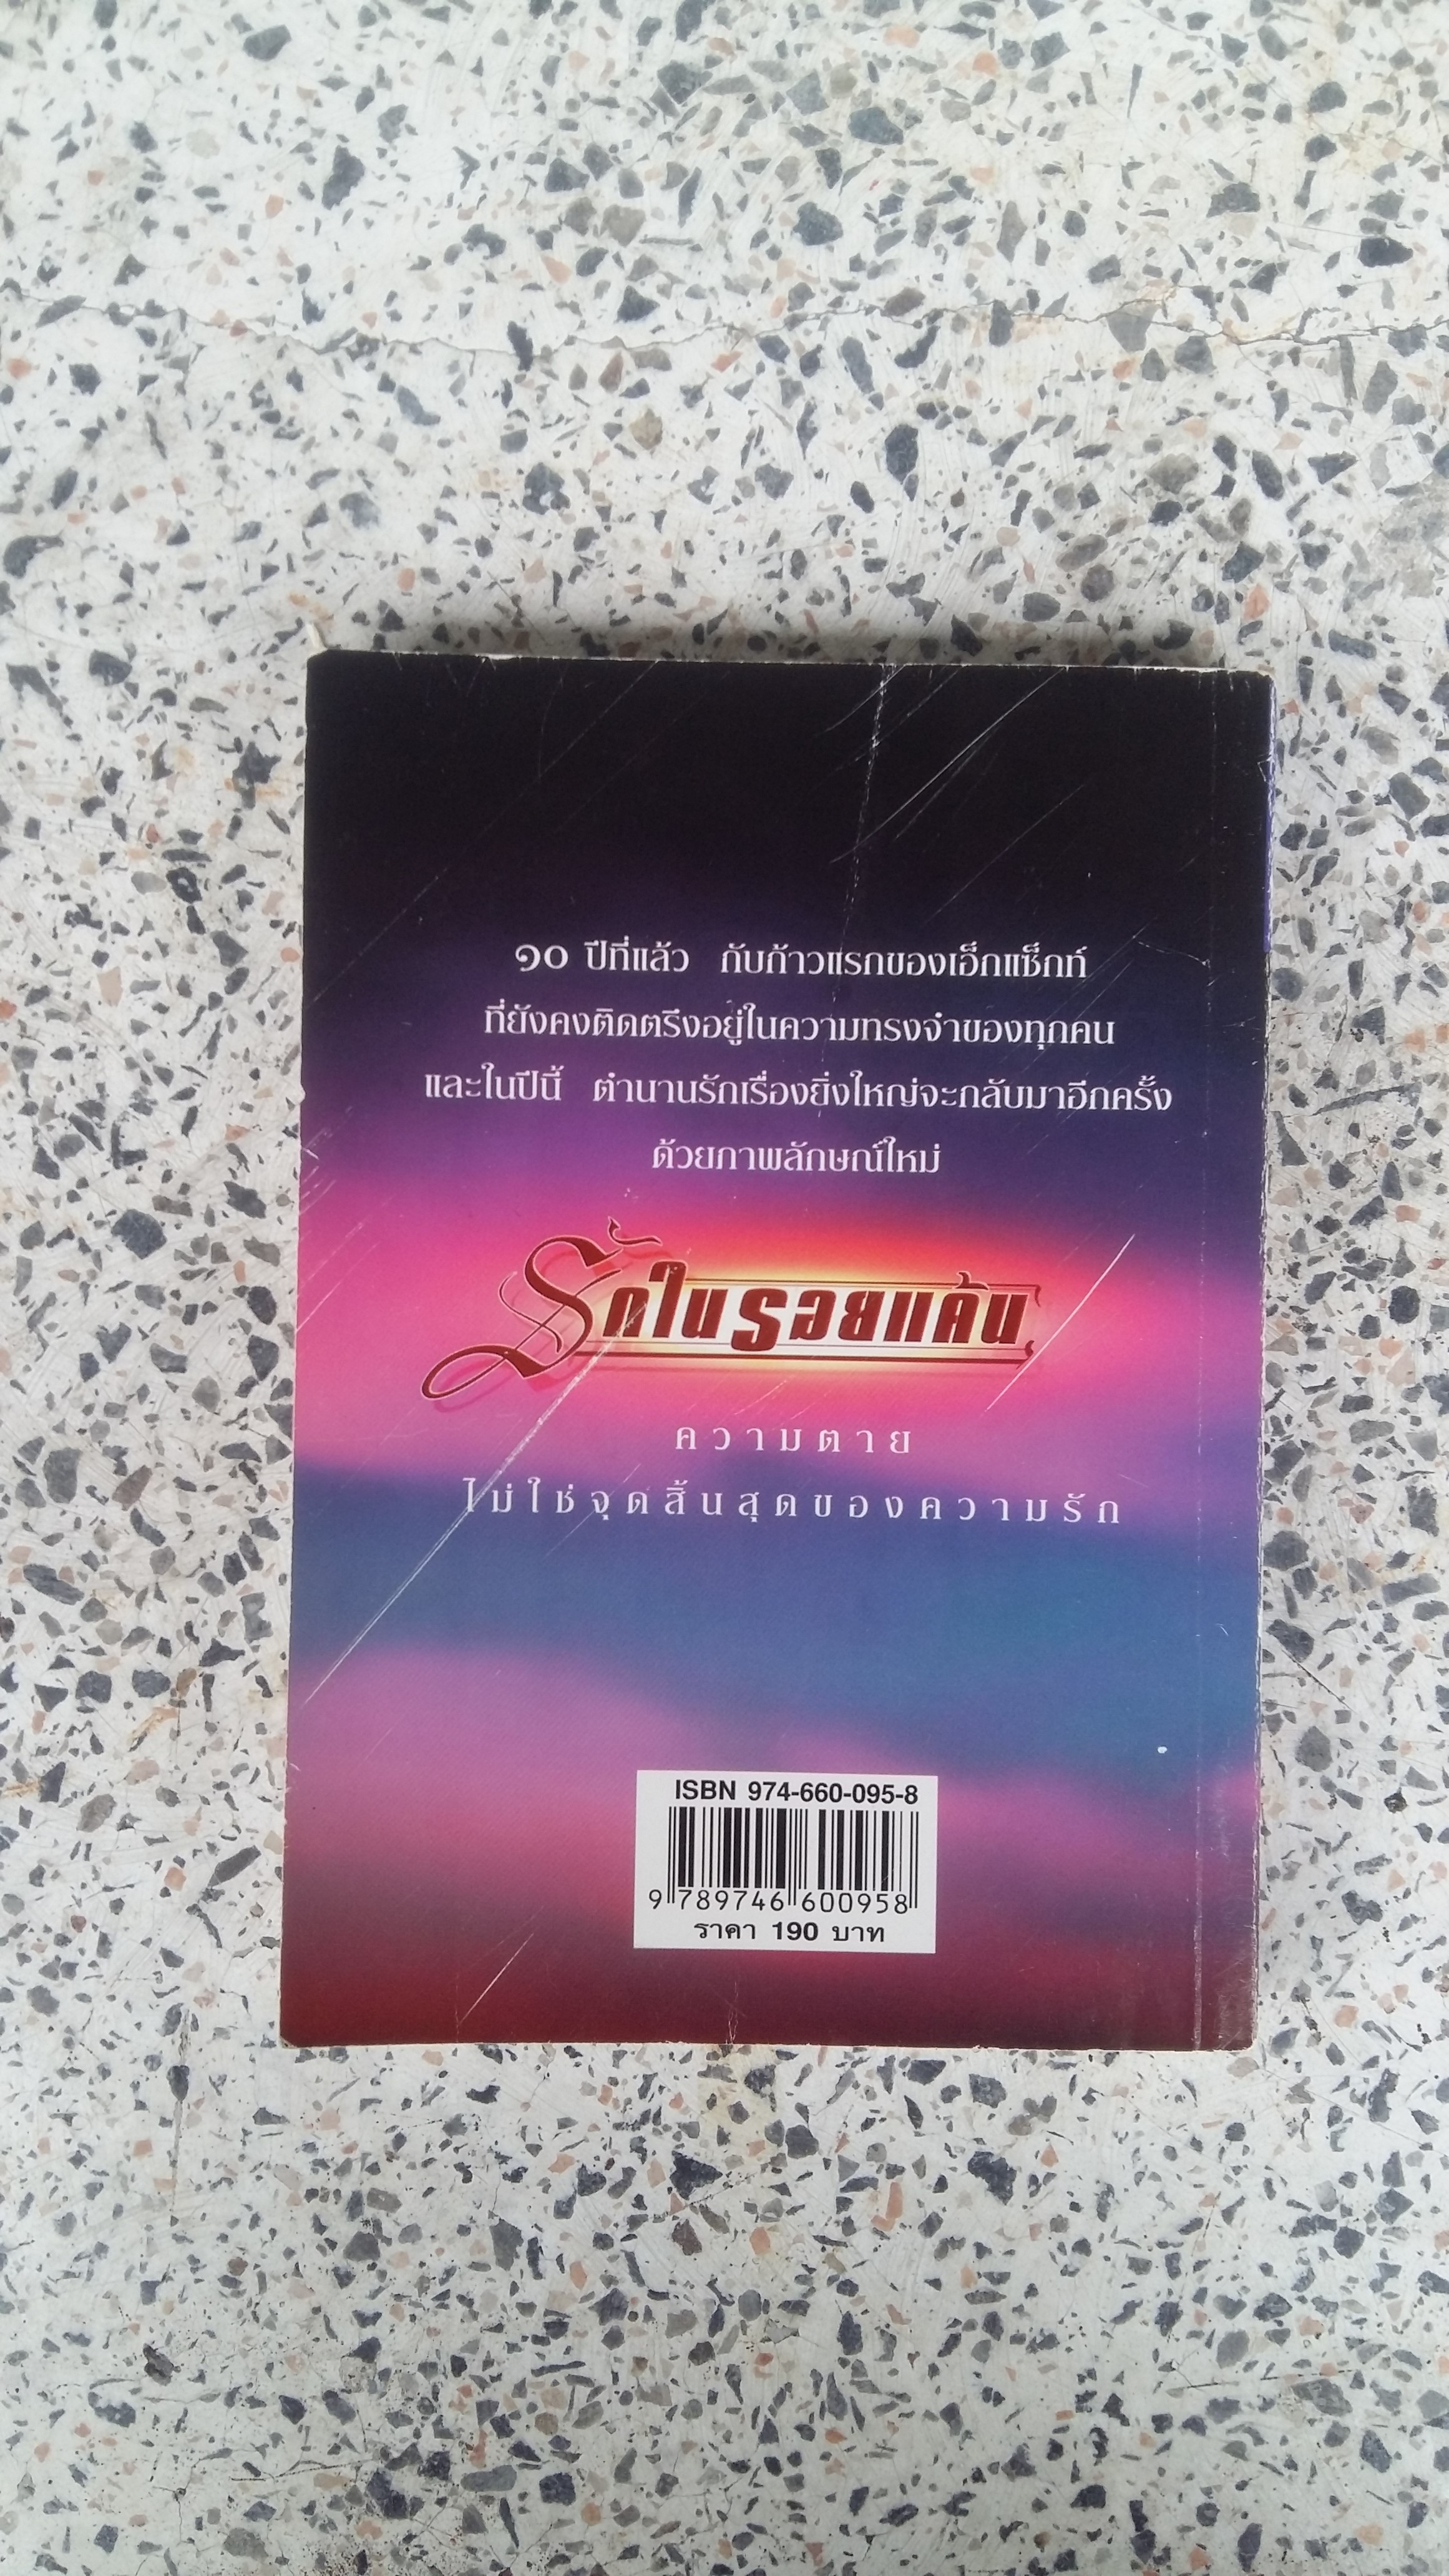 ๑๐ ปีที่แล้ว กับก้าวแรกของเอ็กแซ็กท์
ที่ยังคงติดตรึงอยู่ในความทรงจำของทุกคน
และในปีนี้ ตำนานรักเรื่องยิ่งใหญ่จะกลับมาอีกครั้ง
ด้วยภาพลักษณ์ใหม่
รักในรอยแค้น
ความตาย
ไม่ใช่จุดสิ้นสุดของความรัก
ISBN 974-660-095-8
9 789746 600958
ราคา 190 บาท